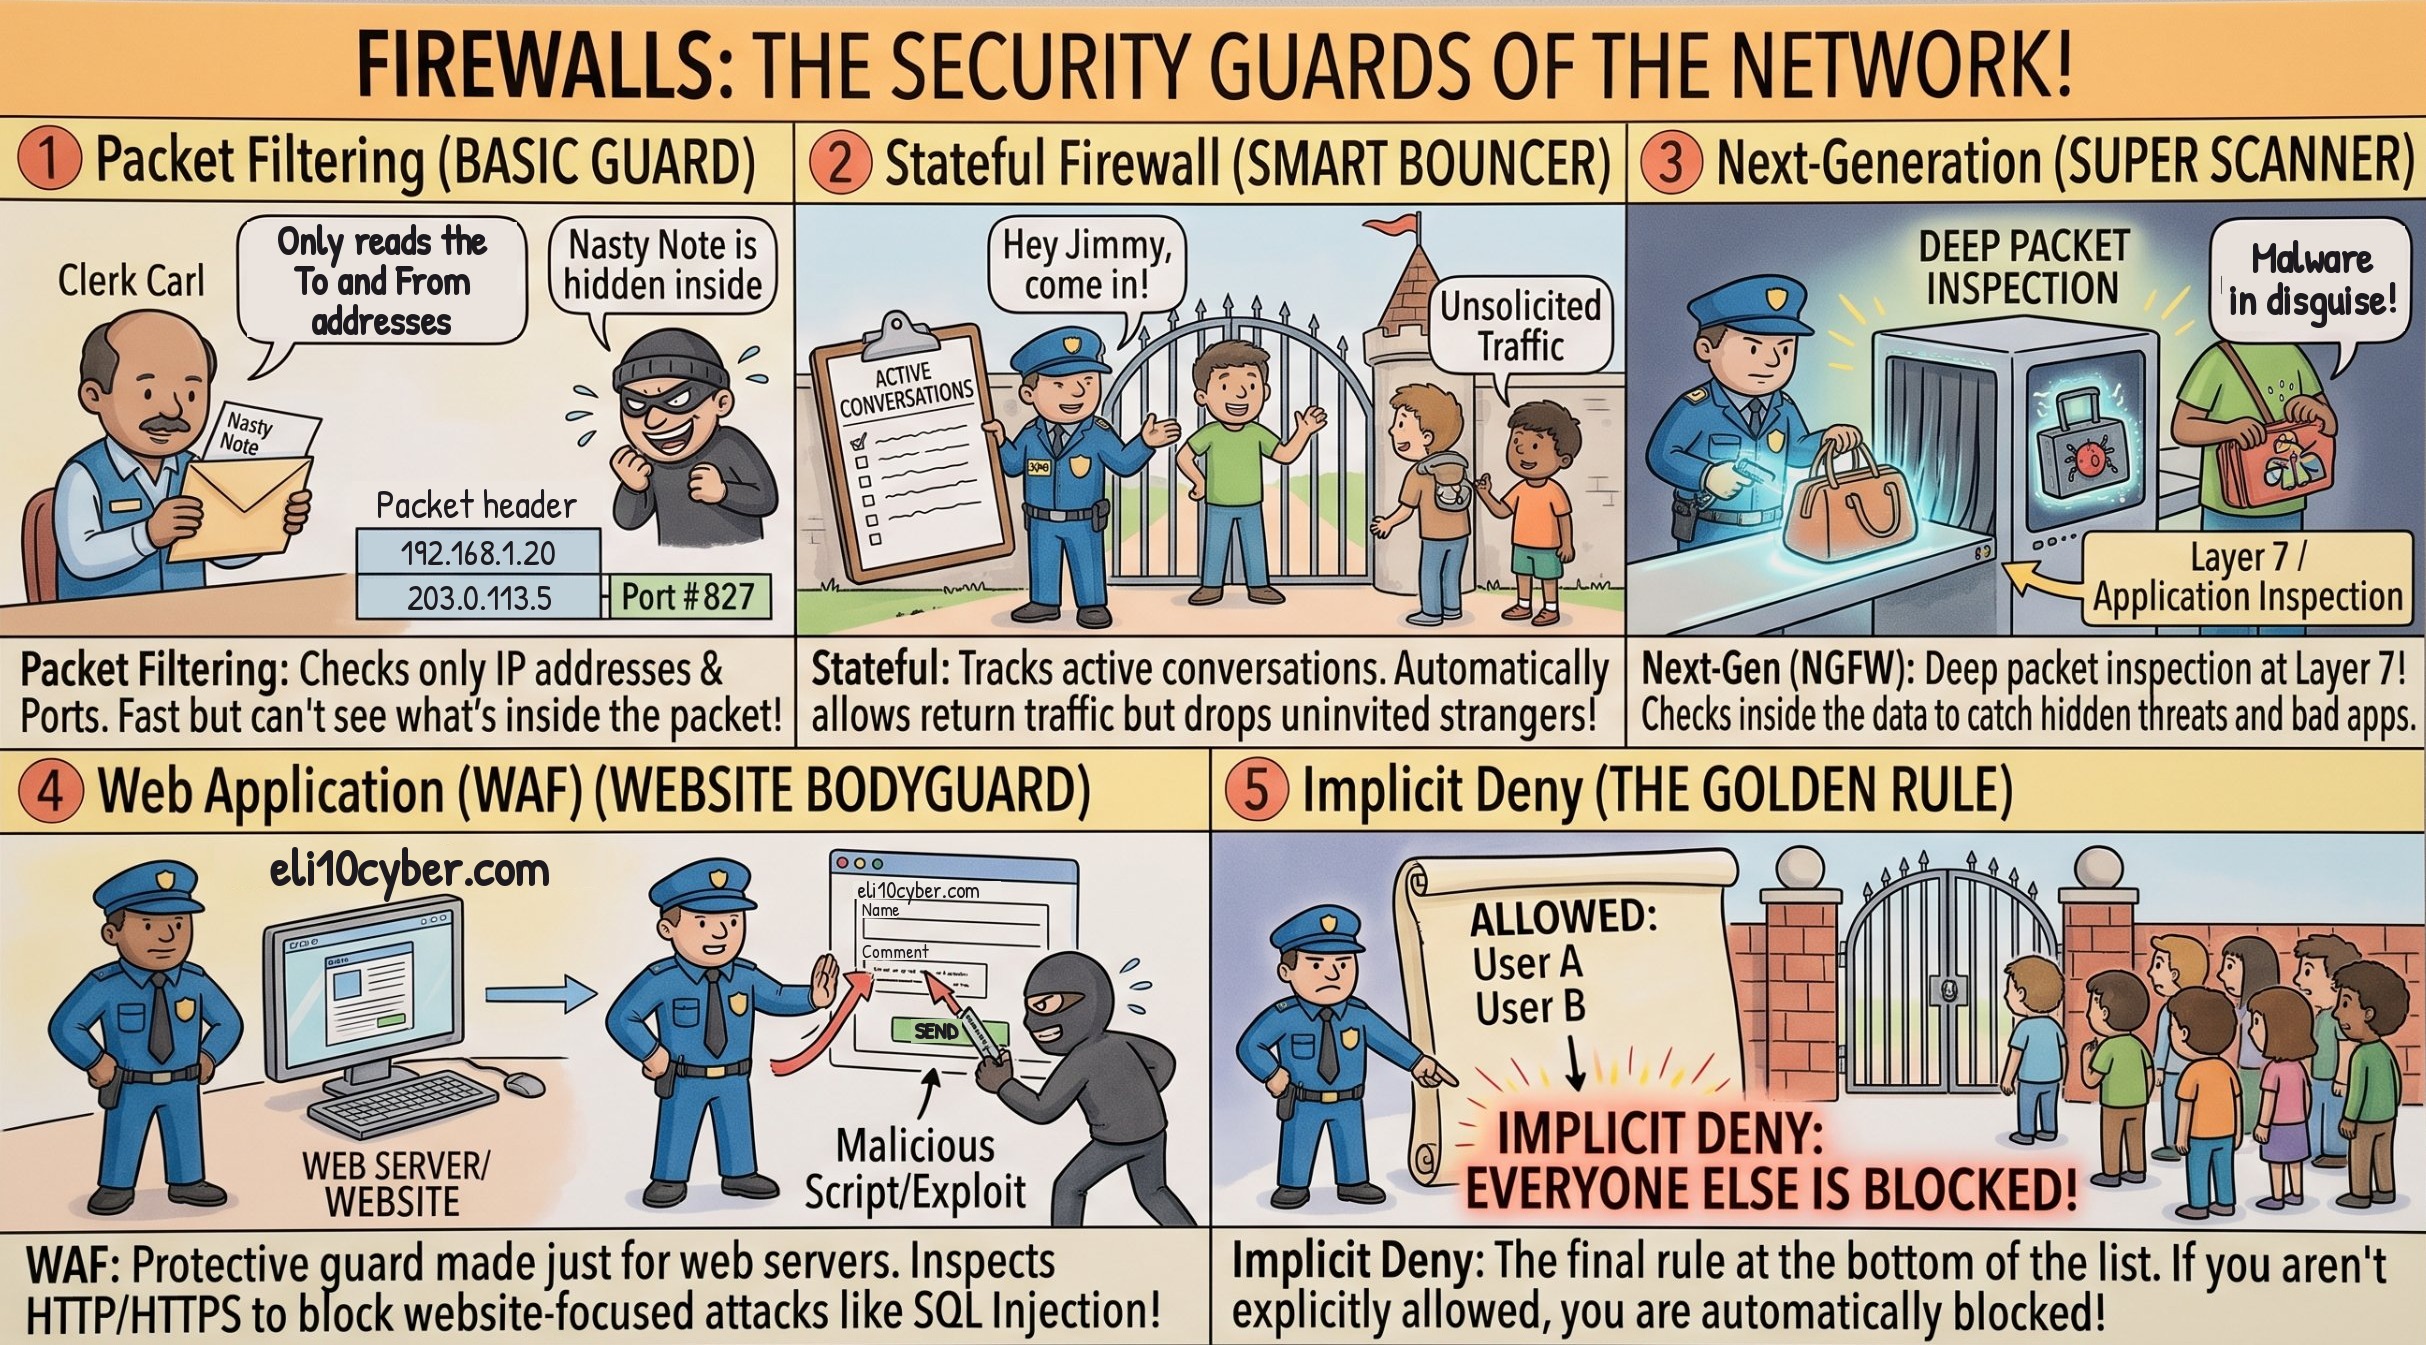 FIREWALLS: THE SECURITY GUARDS OF THE NETWORK!
1 Packet Filtering (BASIC GUARD)
Clerk Carl
Only reads the
To and From
addresses
Nasty Note is
hidden inside
Nasty
Note
Packet header
192.168.1.20
203.0.113.5
Port #827
Packet Filtering: Checks only IP addresses &
Ports. Fast but can't see what's inside the packet!
2 Stateful Firewall (SMART BOUNCER)
Hey Jimmy,
come in!
Unsolicited
Traffic
ACTIVE
CONVERSATIONS
Stateful: Tracks active conversations. Automatically
allows return traffic but drops uninvited strangers!
3 Next-Generation (SUPER SCANNER)
DEEP PACKET
INSPECTION
Malware
in disguise!
Layer 7 /
Application Inspection
Next-Gen (NGFW): Deep packet inspection at Layer 7!
Checks inside the data to catch hidden threats and bad apps.
4 Web Application (WAF) (WEBSITE BODYGUARD)
eli10cyber.com
WEB SERVER/
WEBSITE
eli10cyber.com
Name
Comment
SEND
Malicious
Script/Exploit
WAF: Protective guard made just for web servers. Inspects
HTTP/HTTPS to block website-focused attacks like SQL Injection!
5 Implicit Deny (THE GOLDEN RULE)
ALLOWED:
User A
User B
IMPLICIT DENY:
EVERYONE ELSE IS BLOCKED!
Implicit Deny: The final rule at the bottom of the list. If you aren't
explicitly allowed, you are automatically blocked!